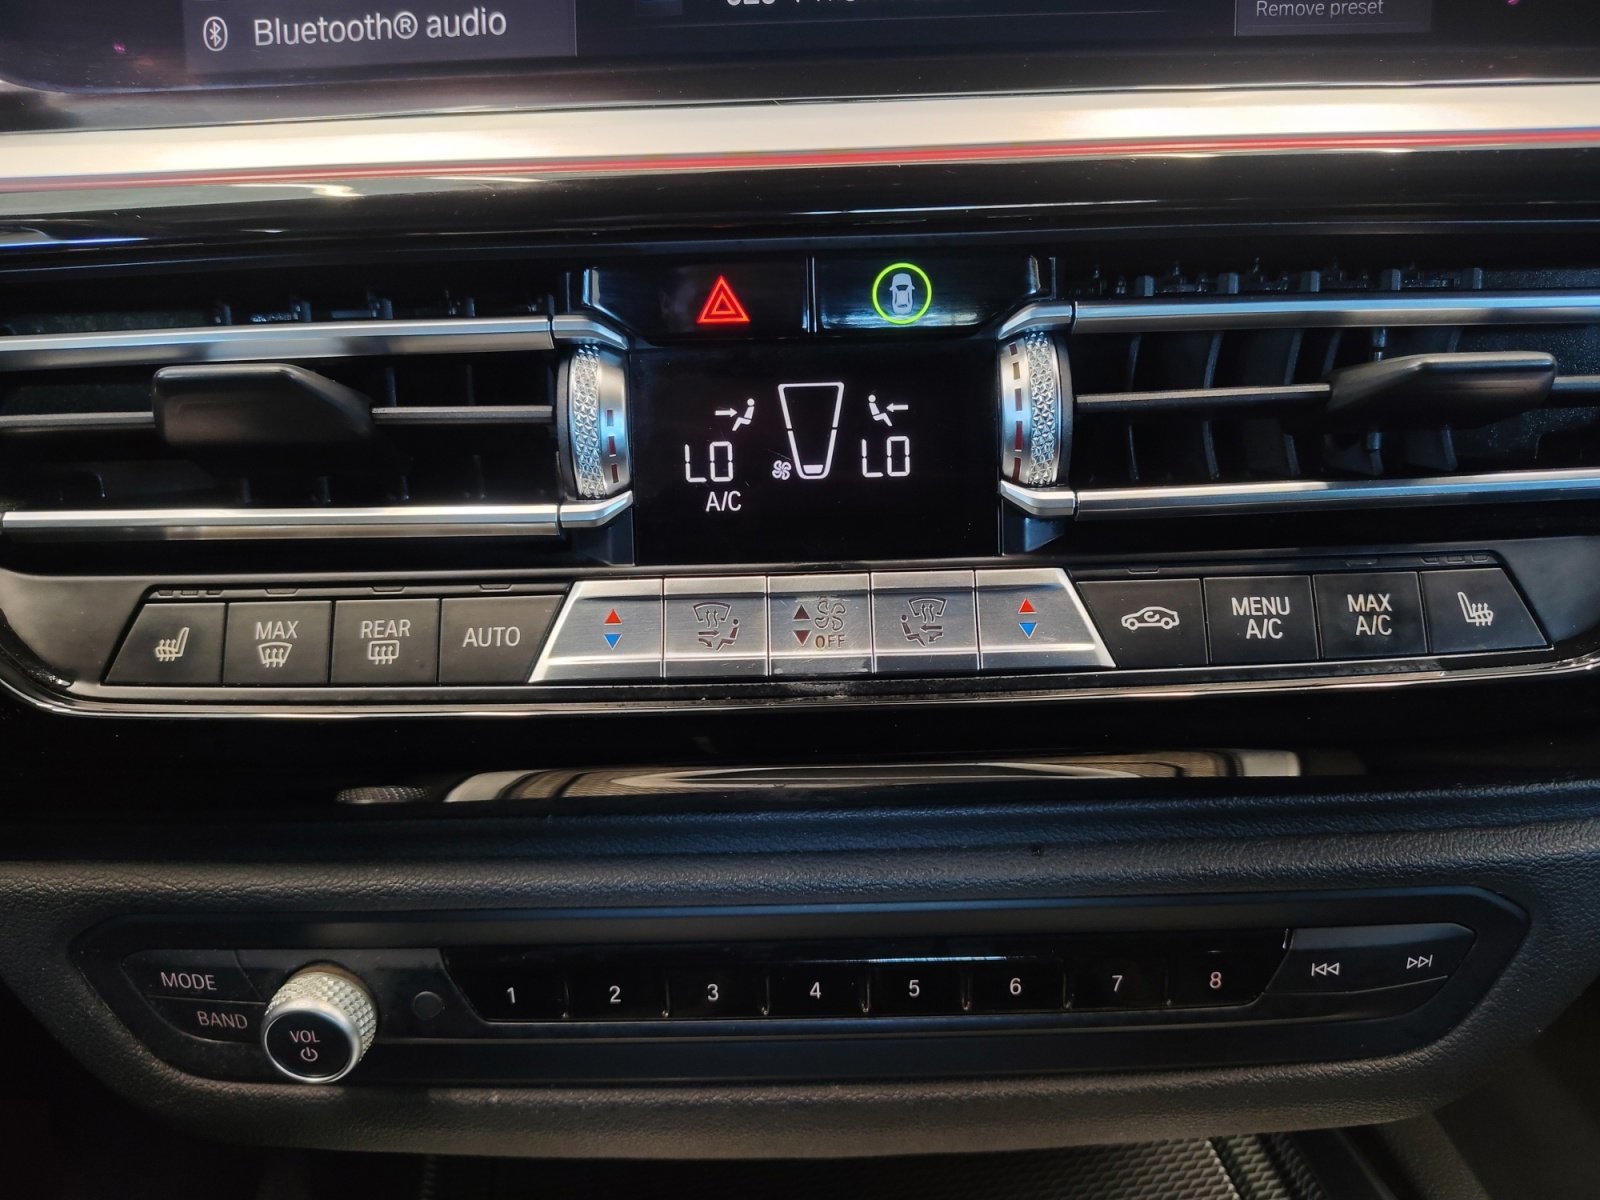 Bluetooth® audio
Remove preset
LO
LO
A/C
MAX
REAR
AUTO
OFF
MENU
A/C
MAX
A/C
MODE
BAND
VOL
1 2 3 4 5 6 7 8